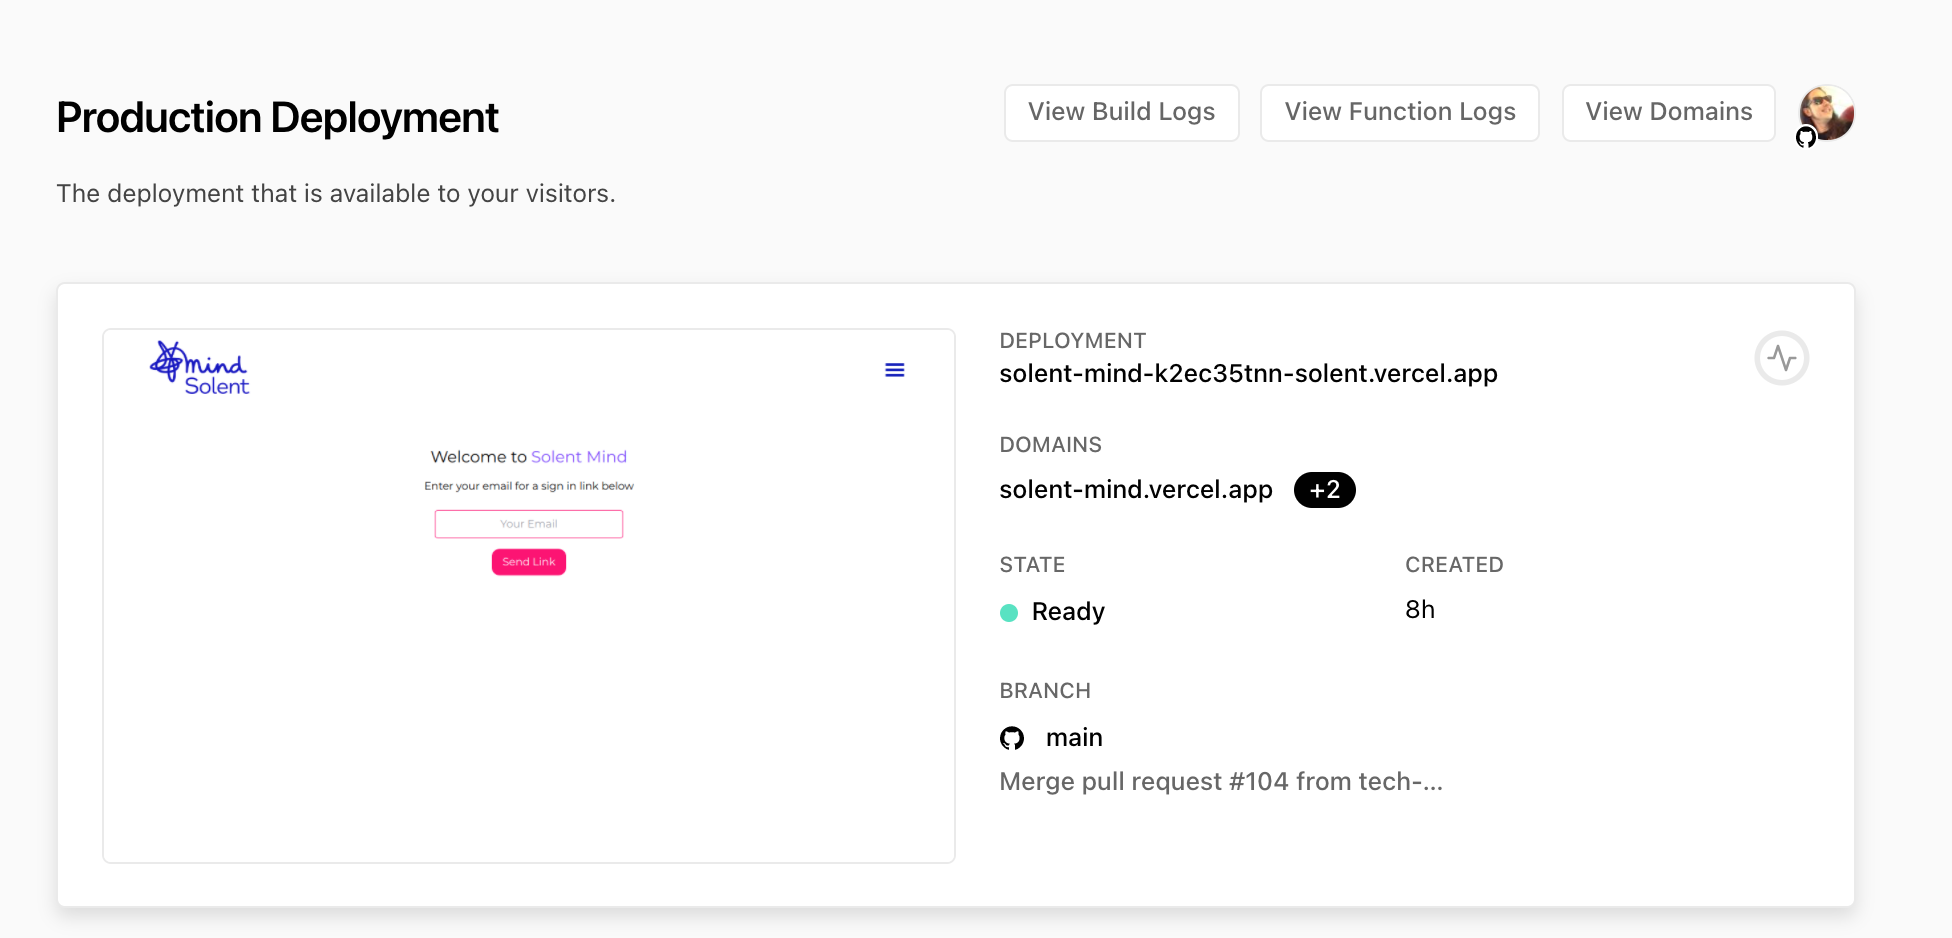 Production Deployment
View Build Logs
View Function Logs
View Domains
The deployment that is available to your visitors.
mind
Solent
Welcome to Solent Mind
Enter your email for a sign in link below
Your Email
Send Link
DEPLOYMENT
solent-mind-k2ec35tnn-solent.vercel.app
DOMAINS
solent-mind.vercel.app +2
STATE
Ready
CREATED
8h
BRANCH
main
Merge pull request #104 from tech-...